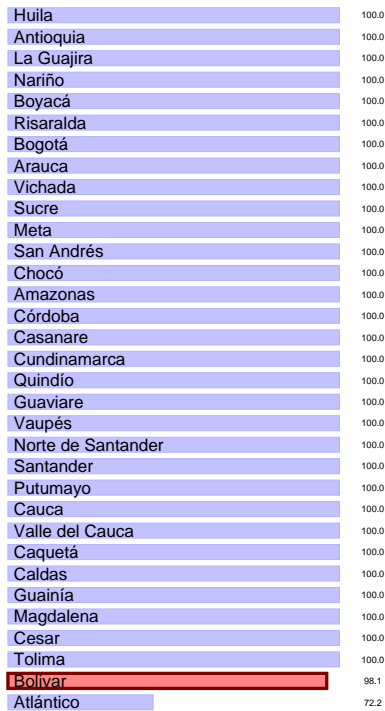 Huila 100.0
Antioquia 100.0
La Guajira 100.0
Nariño 100.0
Boyacá 100.0
Risaralda 100.0
Bogotá 100.0
Arauca 100.0
Vichada 100.0
Sucre 100.0
Meta 100.0
San Andrés 100.0
Chocó 100.0
Amazonas 100.0
Córdoba 100.0
Casanare 100.0
Cundinamarca 100.0
Quindío 100.0
Guaviare 100.0
Vaupés 100.0
Norte de Santander 100.0
Santander 100.0
Putumayo 100.0
Cauca 100.0
Valle del Cauca 100.0
Caquetá 100.0
Caldas 100.0
Guainía 100.0
Magdalena 100.0
Cesar 100.0
Tolima 100.0
Bolivar 98.1
Atlántico 72.2